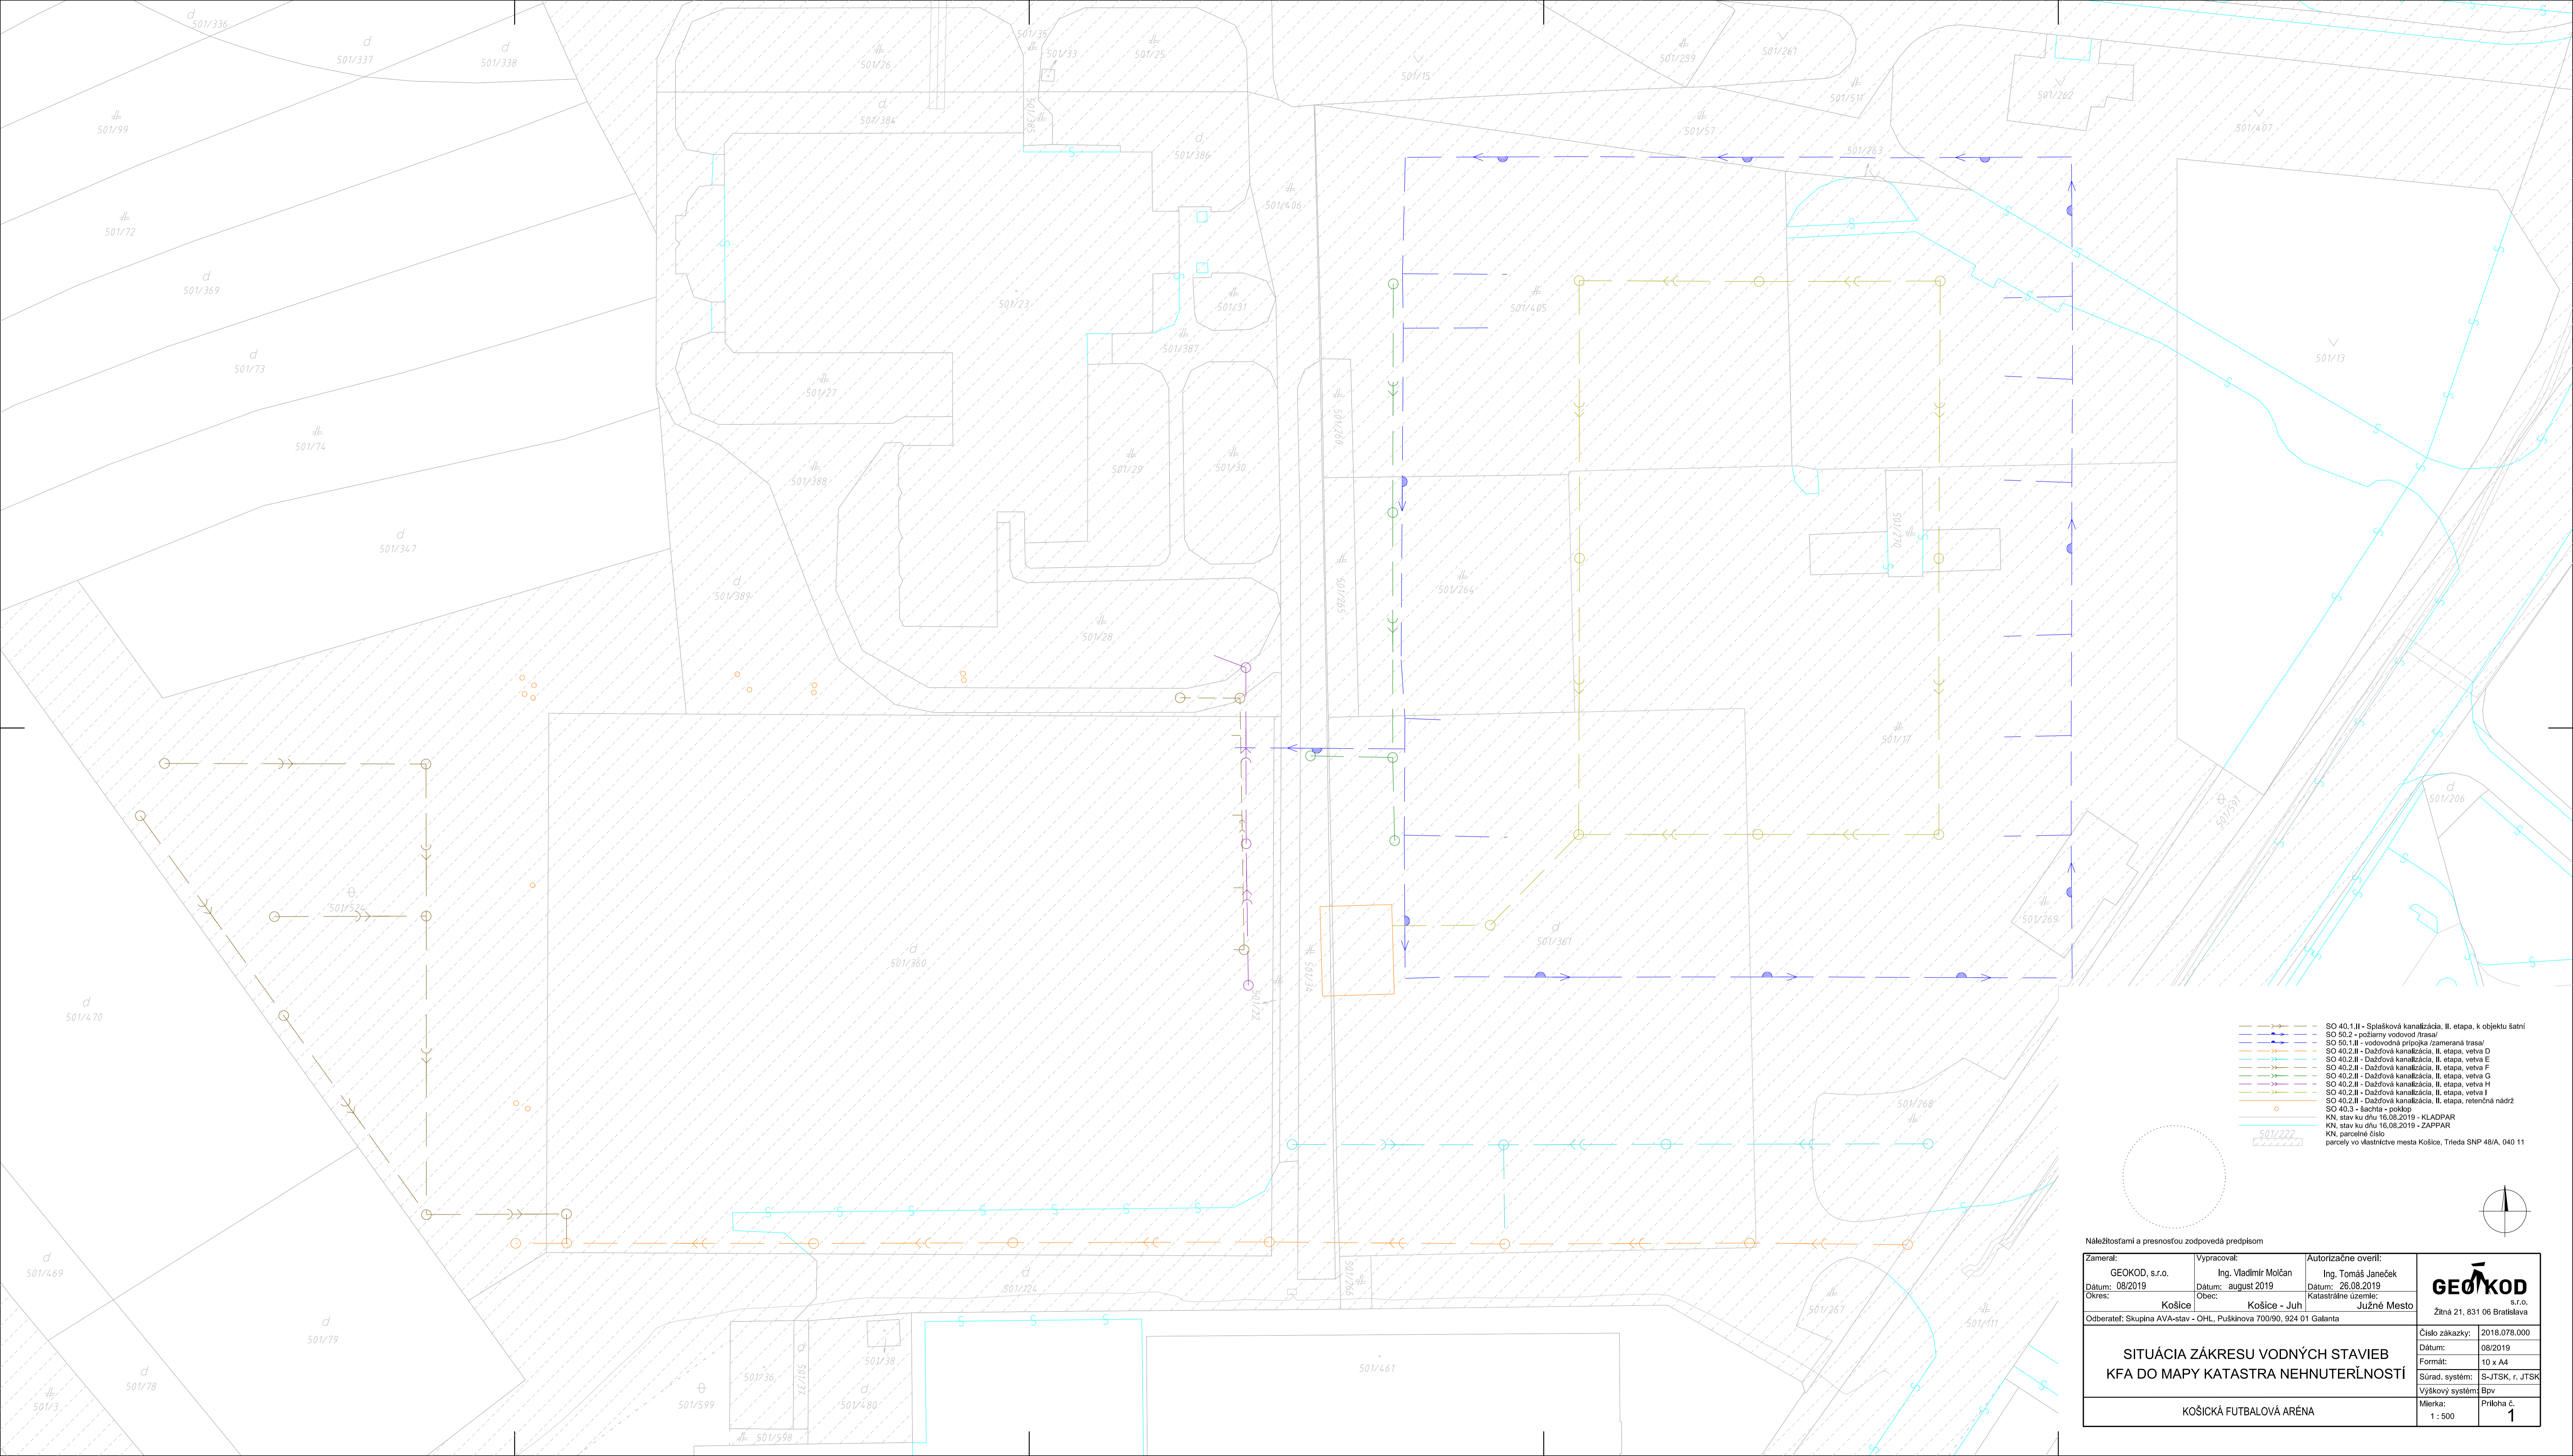 501/336
501/337
501/338
501/99
501/72
501/369
501/73
501/74
501/347
501/26
501/384
501/35
501/33
501/25
501/385
501/386
501/406
501/15
501/299
501/261
501/511
501/57
501/263
501/262
501/407
501/23
501/31
501/387
501/27
501/388
501/389
501/29
501/30
501/28
501/260
501/265
501/405
501/264
501/270
501/17
501/13
501/591
501/206
501/269
501/361
501/524
501/360
501/34
501/22
501/470
501/469
501/79
501/78
501/3
501/268
501/124
501/266
501/267
501/111
501/36
501/37
501/38
501/480
501/599
501/598
501/461
SO 40.1.II - Splašková kanalizácia, II. etapa, k objektu šatní
SO 50.2 - požiarny vodovod /trasa/
SO 50.1.II - vodovodná prípojka /zameraná trasa/
SO 40.2.II - Dažďová kanalizácia, II. etapa, vetva D
SO 40.2.II - Dažďová kanalizácia, II. etapa, vetva E
SO 40.2.II - Dažďová kanalizácia, II. etapa, vetva F
SO 40.2.II - Dažďová kanalizácia, II. etapa, vetva G
SO 40.2.II - Dažďová kanalizácia, II. etapa, vetva H
SO 40.2.II - Dažďová kanalizácia, II. etapa, vetva I
SO 40.2.II - Dažďová kanalizácia, II. etapa, retenčná nádrž
SO 40.3 - šachta - poklop
KN, stav ku dňu 16.08.2019 - KLADPAR
KN, stav ku dňu 16.08.2019 - ZAPPAR
501/222 KN, parcelné číslo
parcely vo vlastníctve mesta Košice, Trieda SNP 48/A, 040 11
Náležitosťami a presnosťou zodpovedá predpisom
Zameral: Vypracoval: Autorizačne overil:
GEOKOD, s.r.o. Ing. Vladimír Molčan Ing. Tomáš Janeček
Dátum: 08/2019 Dátum: august 2019 Dátum: 26.08.2019
Okres: Obec: Katastrálne územie:
Košice Košice - Juh Južné Mesto
GEOKOD
s.r.o.
Žitná 21, 831 06 Bratislava
Odberateľ: Skupina AVA-stav - OHL, Puškinova 700/90, 924 01 Galanta
SITUÁCIA ZÁKRESU VODNÝCH STAVIEB
KFA DO MAPY KATASTRA NEHNUTEĽNOSTÍ
KOŠICKÁ FUTBALOVÁ ARÉNA
Číslo zákazky: 2018.078.000
Dátum: 08/2019
Formát: 10 x A4
Súrad. systém: S-JTSK, r. JTSK
Výškový systém: Bpv
Mierka: Príloha č.
1 : 500 1